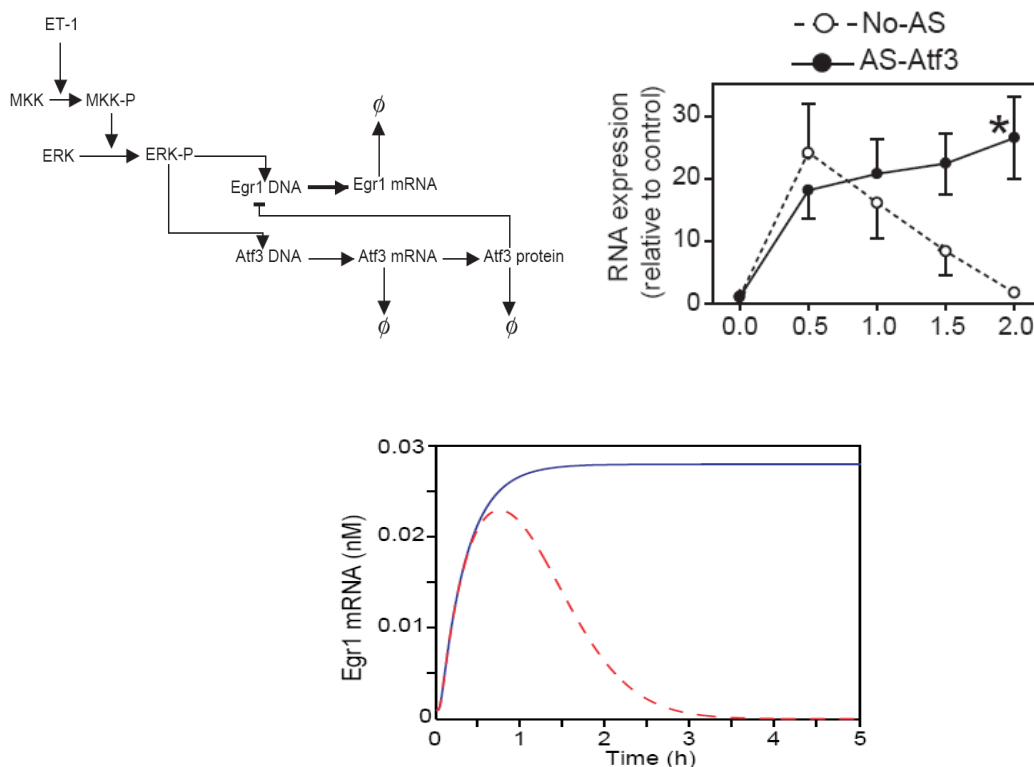 ET-1
MKK
MKK-P
ϕ
ERK
ERK-P
Egr1 DNA
Egr1 mRNA
Atf3 DNA
Atf3 mRNA
Atf3 protein
ϕ
ϕ
No-AS
AS-Atf3
RNA expression
(relative to control)
30
20
10
0
*
0.0
0.5
1.0
1.5
2.0
Egr1 mRNA (nM)
0.03
0.02
0.01
0
0
1
2
3
4
5
Time (h)